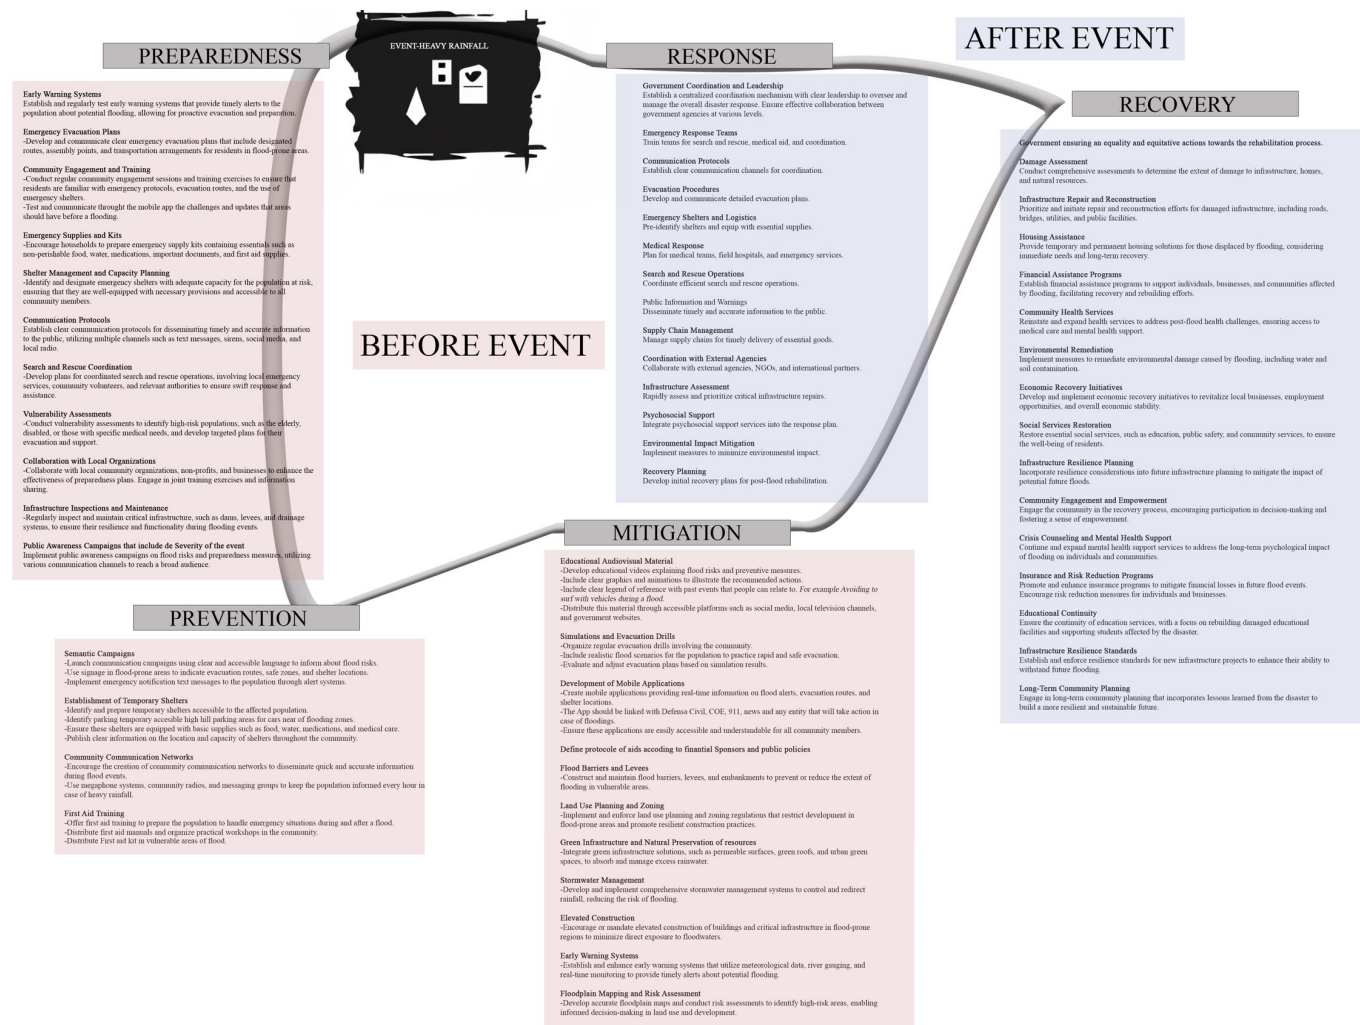 EVENT-HEAVY RAINFALL
PREPAREDNESS
Early Warning Systems
Establish and regularly test early warning systems that provide timely alerts to the
population about potential flooding, allowing for proactive evacuation and preparation.
Emergency Evacuation Plans
-Develop and communicate clear emergency evacuation plans that include designated
routes, assembly points, and transportation arrangements for residents in flood-prone areas.
Community Engagement and Training
-Conduct regular community engagement sessions and training exercises to ensure that
residents are familiar with emergency protocols, evacuation routes, and the use of
emergency shelters.
-Test and communicate throught the mobile app the challenges and updates that areas
should have before a flooding.
Emergency Supplies and Kits
-Encourage households to prepare emergency supply kits containing essentials such as
non-perishable food, water, medications, important documents, and first aid supplies.
Shelter Management and Capacity Planning
-Identify and designate emergency shelters with adequate capacity for the population at risk,
ensuring that they are well-equipped with necessary provisions and accessible to all
community members.
Communication Protocols
Establish clear communication protocols for disseminating timely and accurate information
to the public, utilizing multiple channels such as text messages, sirens, social media, and
local radio.
Search and Rescue Coordination
-Develop plans for coordinated search and rescue operations, involving local emergency
services, community volunteers, and relevant authorities to ensure swift response and
assistance.
Vulnerability Assessments
-Conduct vulnerability assessments to identify high-risk populations, such as the elderly,
disabled, or those with specific medical needs, and develop targeted plans for their
evacuation and support.
Collaboration with Local Organizations
-Collaborate with local community organizations, non-profits, and businesses to enhance the
effectiveness of preparedness plans. Engage in joint training exercises and information
sharing.
Infrastructure Inspections and Maintenance
-Regularly inspect and maintain critical infrastructure, such as dams, levees, and drainage
systems, to ensure their resilience and functionality during flooding events.
Public Awareness Campaigns that include de Severity of the event
Implement public awareness campaigns on flood risks and preparedness measures, utilizing
various communication channels to reach a broad audience.
PREVENTION
Semantic Campaigns
-Launch communication campaigns using clear and accessible language to inform about flood risks.
-Use signage in flood-prone areas to indicate evacuation routes, safe zones, and shelter locations.
-Implement emergency notification text messages to the population through alert systems.
Establishment of Temporary Shelters
-Identify and prepare temporary shelters accessible to the affected population.
-Identify parking temporary accesible high hill parking areas for cars near of flooding zones.
-Ensure these shelters are equipped with basic supplies such as food, water, medications, and medical care.
-Publish clear information on the location and capacity of shelters throughout the community.
Community Communication Networks
-Encourage the creation of community communication networks to disseminate quick and accurate information
during flood events.
-Use megaphone systems, community radios, and messaging groups to keep the population informed every hour in
case of heavy rainfall.
First Aid Training
-Offer first aid training to prepare the population to handle emergency situations during and after a flood.
-Distribute first aid manuals and organize practical workshops in the community.
-Distribute First aid kit in vulnerable areas of flood.
BEFORE EVENT
RESPONSE
Government Coordination and Leadership
Establish a centralized coordination mechanism with clear leadership to oversee and
manage the overall disaster response. Ensure effective collaboration between
government agencies at various levels.
Emergency Response Teams
Train teams for search and rescue, medical aid, and coordination.
Communication Protocols
Establish clear communication channels for coordination.
Evacuation Procedures
Develop and communicate detailed evacuation plans.
Emergency Shelters and Logistics
Pre-identify shelters and equip with essential supplies.
Medical Response
Plan for medical teams, field hospitals, and emergency services.
Search and Rescue Operations
Coordinate efficient search and rescue operations.
Public Information and Warnings
Disseminate timely and accurate information to the public.
Supply Chain Management
Manage supply chains for timely delivery of essential goods.
Coordination with External Agencies
Collaborate with external agencies, NGOs, and international partners.
Infrastructure Assessment
Rapidly assess and prioritize critical infrastructure repairs.
Psychosocial Support
Integrate psychosocial support services into the response plan.
Environmental Impact Mitigation
Implement measures to minimize environmental impact.
Recovery Planning
Develop initial recovery plans for post-flood rehabilitation.
MITIGATION
Educational Audiovisual Material
-Develop educational videos explaining flood risks and preventive measures.
-Include clear graphics and animations to illustrate the recommended actions.
-Include clear legend of reference with past events that people can relate to. For example Avoiding to
surf with vehicles during a flood.
-Distribute this material through accessible platforms such as social media, local television channels,
and government websites.
Simulations and Evacuation Drills
-Organize regular evacuation drills involving the community.
-Include realistic flood scenarios for the population to practice rapid and safe evacuation.
-Evaluate and adjust evacuation plans based on simulation results.
Development of Mobile Applications
-Create mobile applications providing real-time information on flood alerts, evacuation routes, and
shelter locations.
-The App should be linked with Defensa Civil, COE, 911, news and any entity that will take action in
case of floodings.
-Ensure these applications are easily accessible and understandable for all community members.
Define protocole of aids accoding to finantial Sponsors and public policies
Flood Barriers and Levees
-Construct and maintain flood barriers, levees, and embankments to prevent or reduce the extent of
flooding in vulnerable areas.
Land Use Planning and Zoning
-Implement and enforce land use planning and zoning regulations that restrict development in
flood-prone areas and promote resilient construction practices.
Green Infrastructure and Natural Preservation of resources
-Integrate green infrastructure solutions, such as permeable surfaces, green roofs, and urban green
spaces, to absorb and manage excess rainwater.
Stormwater Management
-Develop and implement comprehensive stormwater management systems to control and redirect
rainfall, reducing the risk of flooding.
Elevated Construction
-Encourage or mandate elevated construction of buildings and critical infrastructure in flood-prone
regions to minimize direct exposure to floodwaters.
Early Warning Systems
-Establish and enhance early warning systems that utilize meteorological data, river gauging, and
real-time monitoring to provide timely alerts about potential flooding.
Floodplain Mapping and Risk Assessment
-Develop accurate floodplain maps and conduct risk assessments to identify high-risk areas, enabling
informed decision-making in land use and development.
AFTER EVENT
RECOVERY
Government ensuring an equality and equitative actions towards the rehabilitation process.
Damage Assessment
Conduct comprehensive assessments to determine the extent of damage to infrastructure, homes,
and natural resources.
Infrastructure Repair and Reconstruction
Prioritize and initiate repair and reconstruction efforts for damaged infrastructure, including roads,
bridges, utilities, and public facilities.
Housing Assistance
Provide temporary and permanent housing solutions for those displaced by flooding, considering
immediate needs and long-term recovery.
Financial Assistance Programs
Establish financial assistance programs to support individuals, businesses, and communities affected
by flooding, facilitating recovery and rebuilding efforts.
Community Health Services
Reinstate and expand health services to address post-flood health challenges, ensuring access to
medical care and mental health support.
Environmental Remediation
Implement measures to remediate environmental damage caused by flooding, including water and
soil contamination.
Economic Recovery Initiatives
Develop and implement economic recovery initiatives to revitalize local businesses, employment
opportunities, and overall economic stability.
Social Services Restoration
Restore essential social services, such as education, public safety, and community services, to ensure
the well-being of residents.
Infrastructure Resilience Planning
Incorporate resilience considerations into future infrastructure planning to mitigate the impact of
potential future floods.
Community Engagement and Empowerment
Engage the community in the recovery process, encouraging participation in decision-making and
fostering a sense of empowerment.
Crisis Counseling and Mental Health Support
Continue and expand mental health support services to address the long-term psychological impact
of flooding on individuals and communities.
Insurance and Risk Reduction Programs
Promote and enhance insurance programs to mitigate financial losses in future flood events.
Encourage risk reduction measures for individuals and businesses.
Educational Continuity
Ensure the continuity of education services, with a focus on rebuilding damaged educational
facilities and supporting students affected by the disaster.
Infrastructure Resilience Standards
Establish and enforce resilience standards for new infrastructure projects to enhance their ability to
withstand future flooding.
Long-Term Community Planning
Engage in long-term community planning that incorporates lessons learned from the disaster to
build a more resilient and sustainable future.